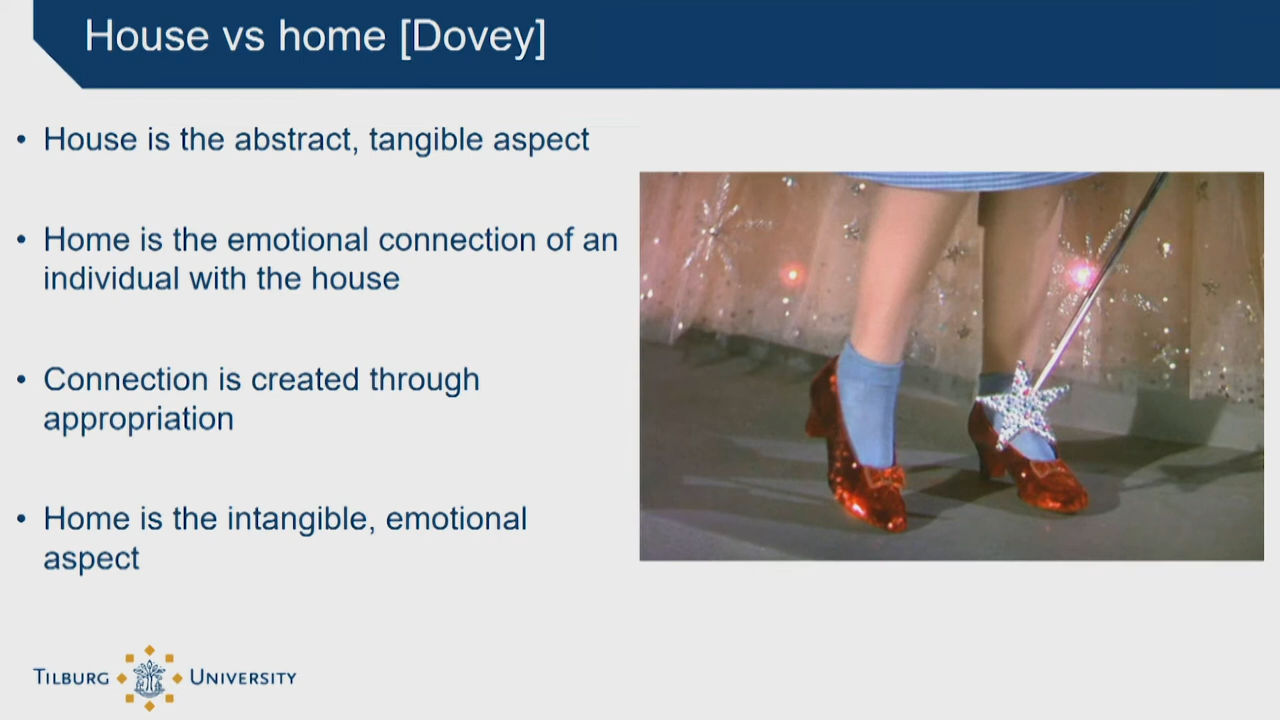 House vs home [Dovey]
• House is the abstract, tangible aspect
• Home is the emotional connection of an
individual with the house
• Connection is created through
appropriation
• Home is the intangible, emotional
aspect
TILBURG UNIVERSITY